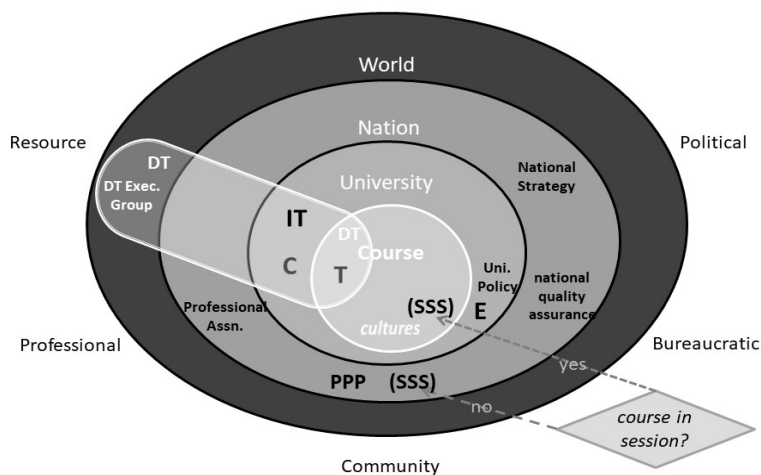 World
Nation
Resource
Political
DT
DT Exec.
Group
National
Strategy
University
IT
DT
Course
C
T
Uni.
Policy
national
quality
assurance
(SSS)
E
Professional
Assn.
cultures
Professional
Bureaucratic
yes
PPP (SSS)
no
course in
session?
Community